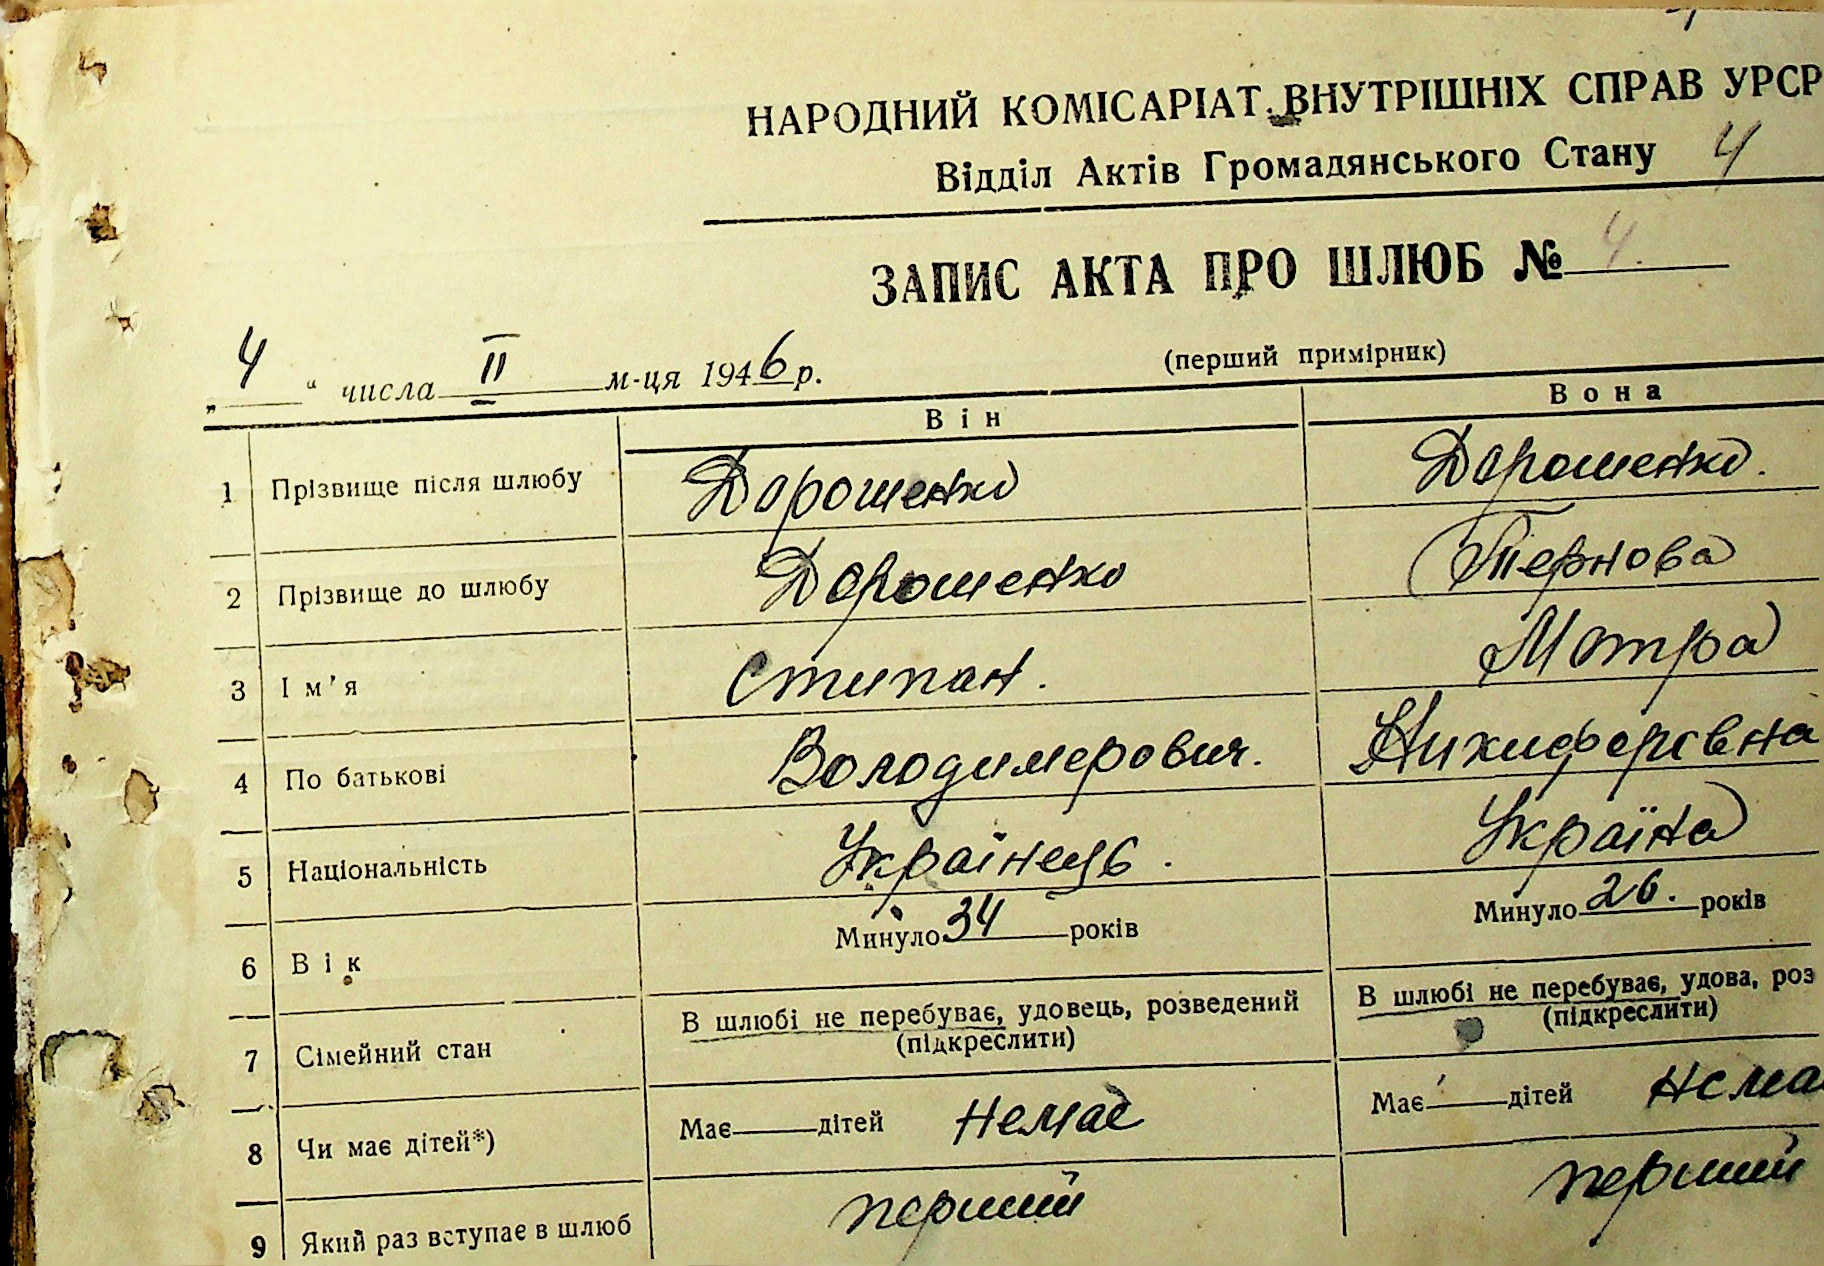 НАРОДНИЙ КОМІСАРІАТ ВНУТРІШНІХ СПРАВ УРСР
Відділ Актів Громадянського Стану 4
ЗАПИС АКТА ПРО ШЛЮБ № 4.
(перший примірник)
„ 4 “ числа II м-ця 1946 р.
Він Вона
1 Прізвище після шлюбу Дорошенко Дорошенко.
2 Прізвище до шлюбу Дорошенко Тернова
3 Ім’я Степан. Мотра
4 По батькові Володимерович. Никифорівна
5 Національність Українець. Україна
6 Вік Минуло 34 років Минуло 26. років
7 Сімейний стан В шлюбі не перебуває, удовець, розведений (підкреслити) В шлюбі не перебуває, удова, роз (підкреслити)
8 Чи має дітей*) Має дітей немає Має дітей нема
9 Який раз вступає в шлюб перший перший